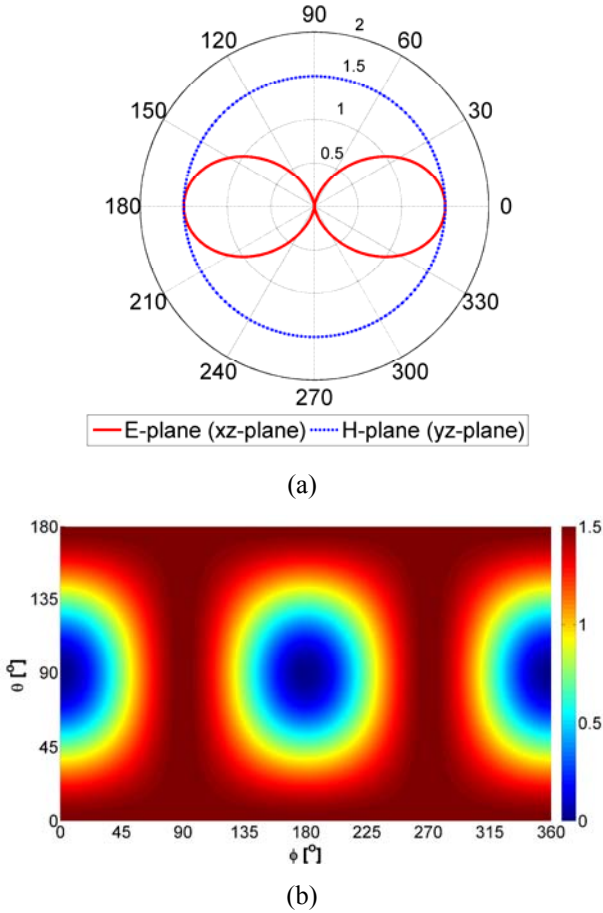 90
120 2 60
1.5
150 1 30
0.5
180 0
210 330
240 300
270
E-plane (xz-plane) H-plane (yz-plane)
(a)
180 1.5
135
1
θ [°] 90
0.5
45
0 0
0 45 90 135 180 225 270 315 360
ϕ [°]
(b)